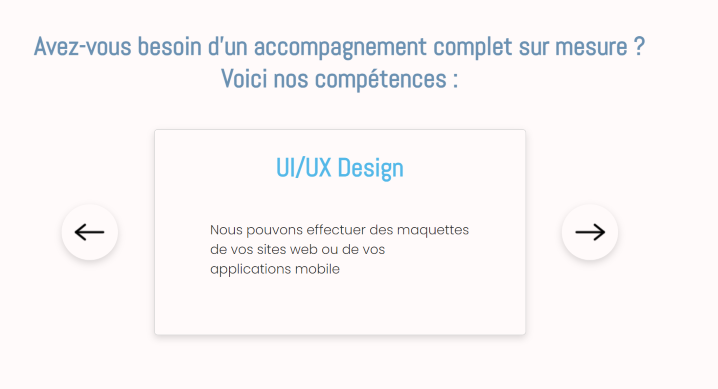 Avez-vous besoin d'un accompagnement complet sur mesure ?
Voici nos compétences :
UI/UX Design
Nous pouvons effectuer des maquettes
de vos sites web ou de vos
applications mobile